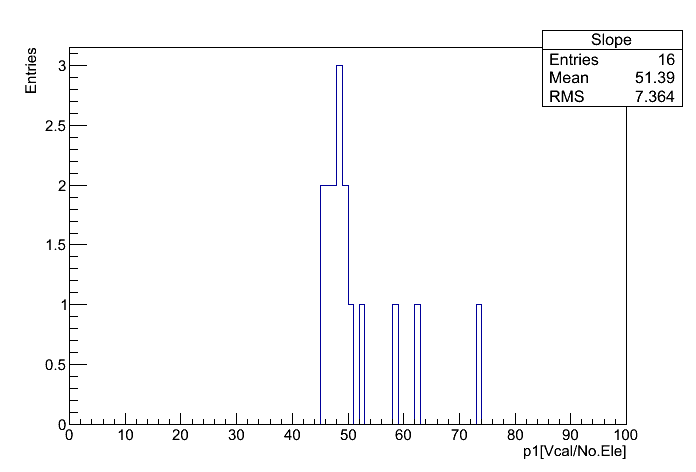 Slope
Entries 16
Mean 51.39
RMS 7.364
Entries
3
2.5
2
1.5
1
0.5
0
0 10 20 30 40 50 60 70 80 90 100
p1[Vcal/No.Ele]